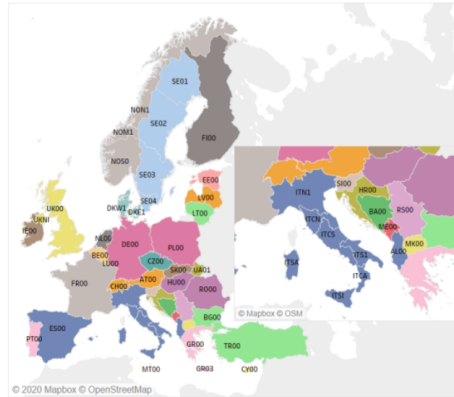 SE01
NON1
SE02
NOM1
FI00
NOS0
SE03
SE04
EE00
LV00
LT00
DKW1
DKE1
UK00
UKNI
IE00
NL00
BE00
DE00
PL00
LU00
CZ00
SK00
UA01
FR00
CH00
AT00
HU00
RO00
BG00
PT00
ES00
GR00
TR00
MT00
GR03
CY00
ITN1
SI00
HR00
ITCN
BA00
RS00
ITCS
ME00
MK00
ITSA
ITS1
AL00
ITCA
ITSI
© Mapbox © OSM
© 2020 Mapbox © OpenStreetMap